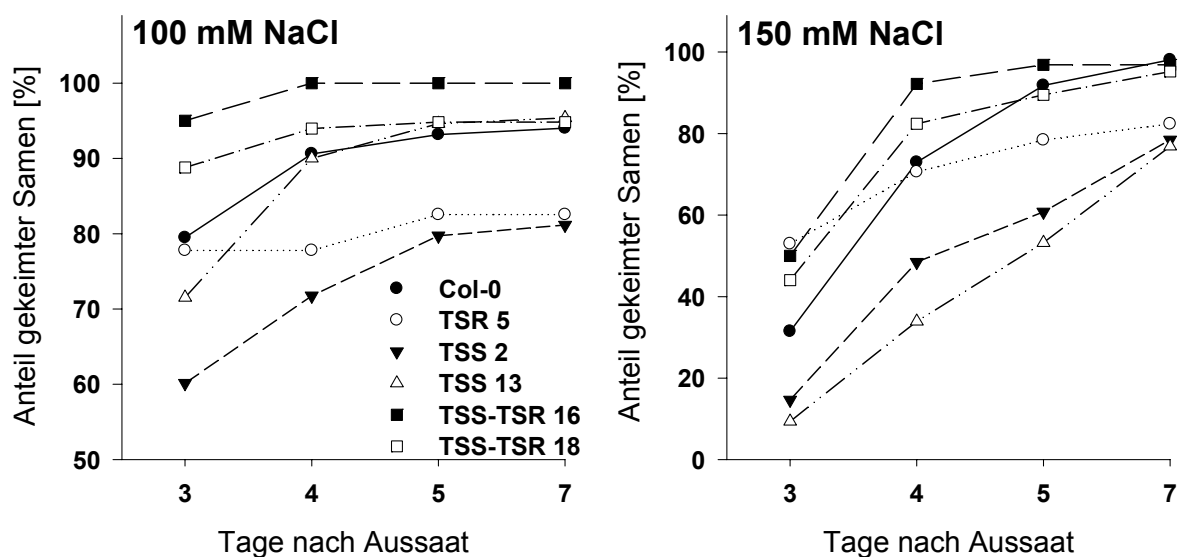 100 mM NaCl
Anteil gekeimter Samen [%]
100
90
80
70
60
50
3 4 5 7
Tage nach Aussaat
Col-0
TSR 5
TSS 2
TSS 13
TSS-TSR 16
TSS-TSR 18
150 mM NaCl
Anteil gekeimter Samen [%]
100
80
60
40
20
0
3 4 5 7
Tage nach Aussaat